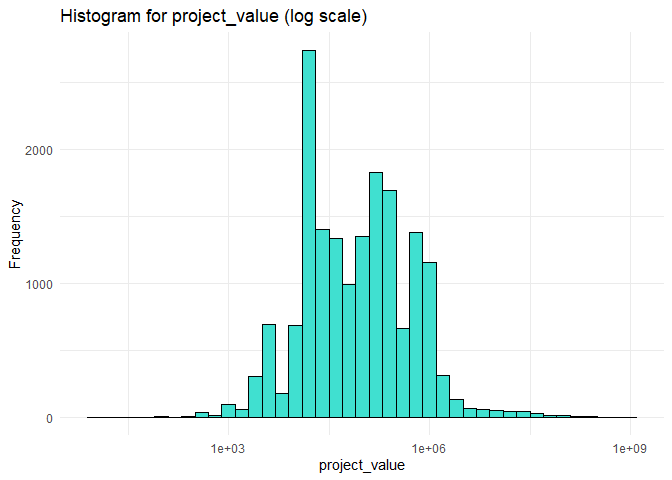 Histogram for project_value (log scale)
Frequency
2000
1000
0
1e+03 1e+06 1e+09
project_value